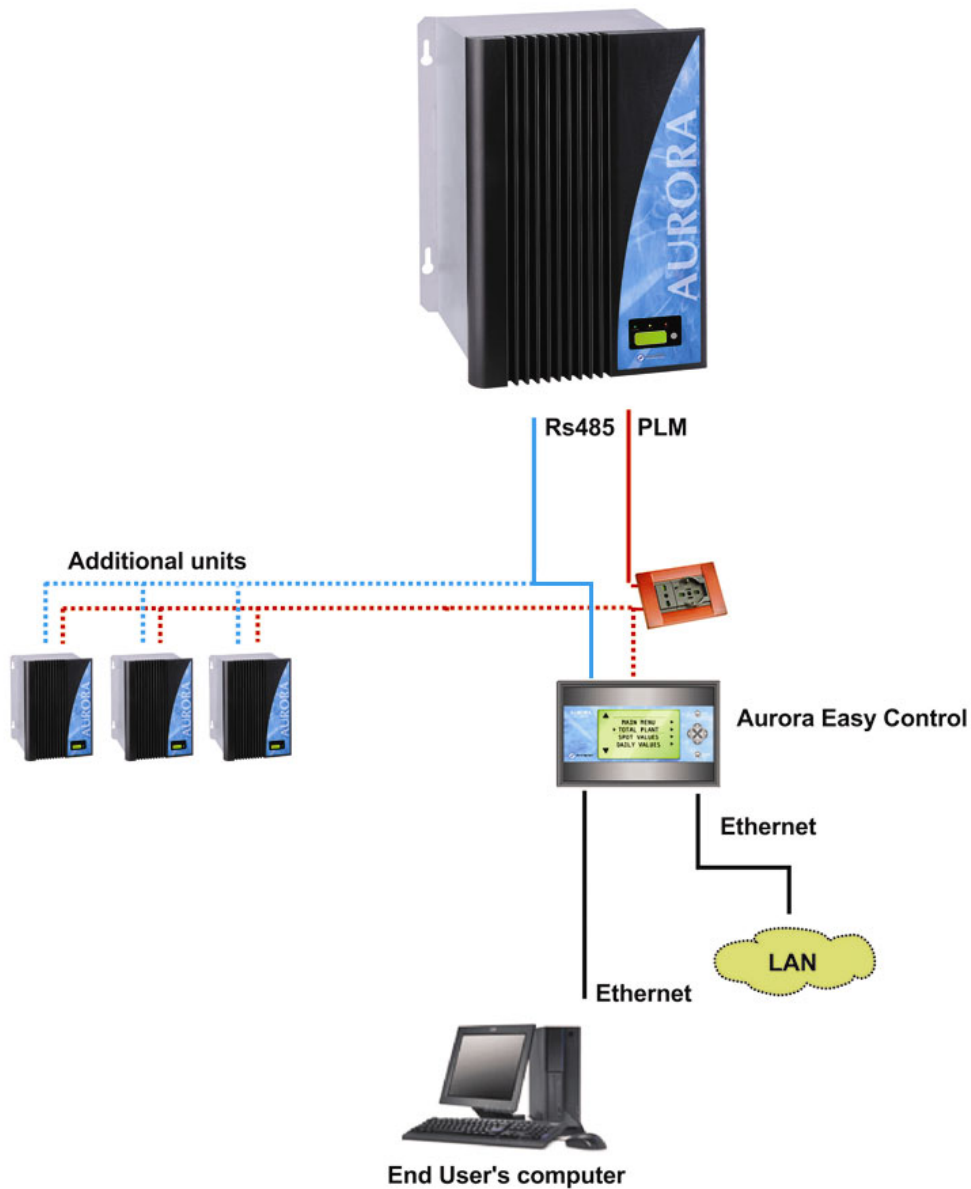 AURORA
Rs485
PLM
Additional units
AURORA
AURORA
AURORA
AURORA
MAIN MENU
TOTAL PLANT
SPOT VALUES
DAILY VALUES
Aurora Easy Control
Ethernet
LAN
Ethernet
End User's computer